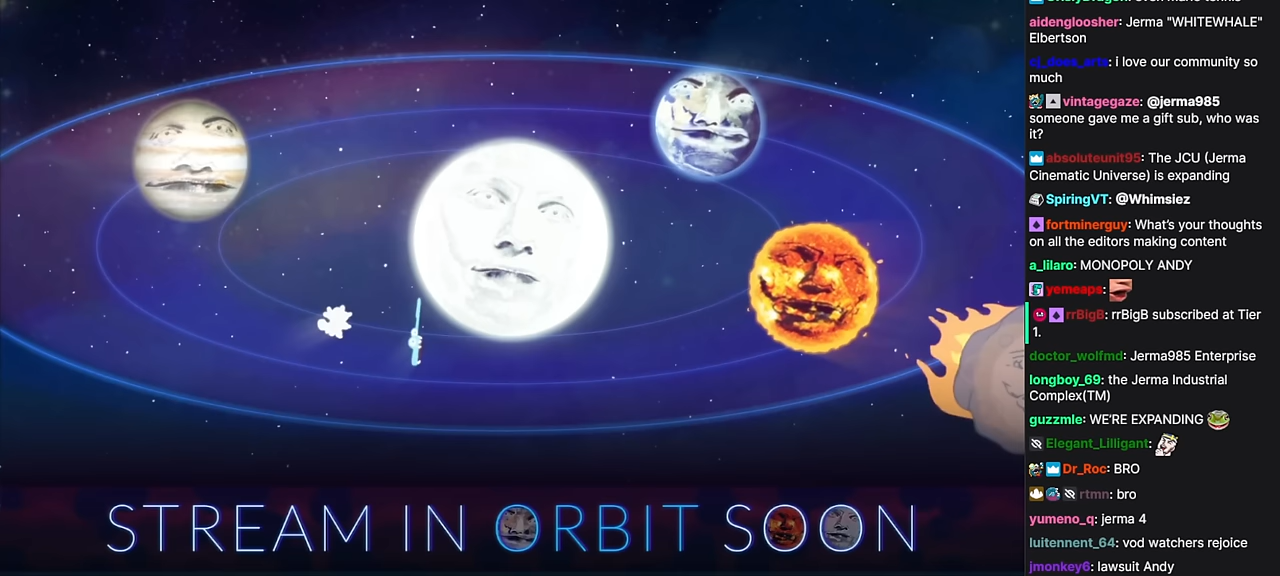 STREAM IN ORBIT SOON
aidengloosher: Jerma "WHITEWHALE"
Elbertson
cj_does_arts: i love our community so
much
vintagegaze: @jerma985
someone gave me a gift sub, who was
it?
absoluteunit95: The JCU (Jerma
Cinematic Universe) is expanding
SpiringVT: @Whimsiez
fortminerguy: What's your thoughts
on all the editors making content
a_lilaro: MONOPOLY ANDY
yemeaps:
rrBigB: rrBigB subscribed at Tier
1.
doctor_wolfmd: Jerma985 Enterprise
longboy_69: the Jerma Industrial
Complex(TM)
guzzmle: WE'RE EXPANDING
Elegant_Lilligant:
Dr_Roc: BRO
rtmn: bro
yumeno_q: jerma 4
luitennent_64: vod watchers rejoice
jmonkey6: lawsuit Andy